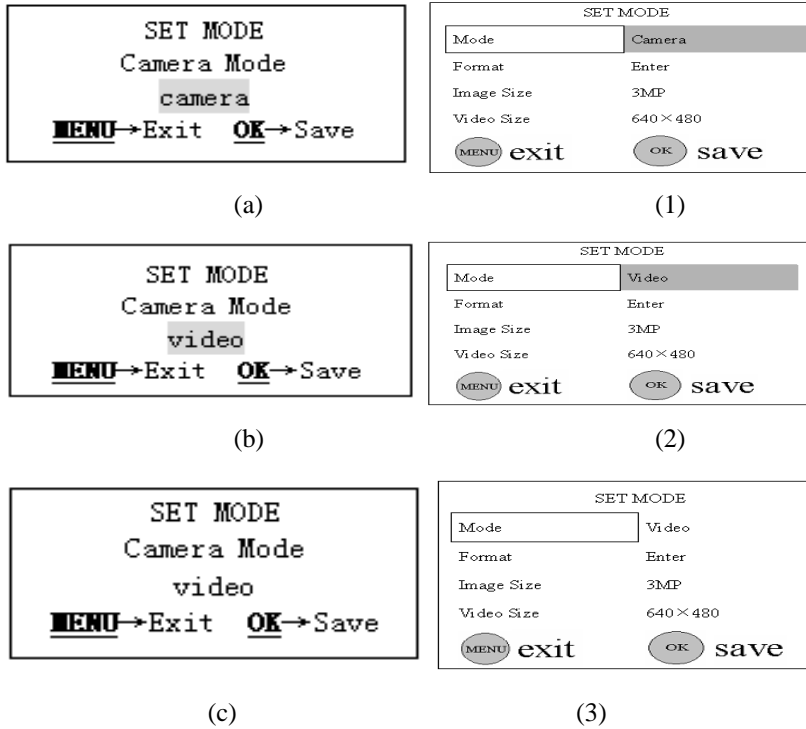 SET MODE
Camera Mode
camera
MENU→Exit OK→Save
(a)
SET MODE
Mode Camera
Format Enter
Image Size 3MP
Video Size 640×480
MENU exit OK save
(1)
SET MODE
Camera Mode
video
MENU→Exit OK→Save
(b)
SET MODE
Mode Video
Format Enter
Image Size 3MP
Video Size 640×480
MENU exit OK save
(2)
SET MODE
Camera Mode
video
MENU→Exit OK→Save
(c)
SET MODE
Mode Video
Format Enter
Image Size 3MP
Video Size 640×480
MENU exit OK save
(3)